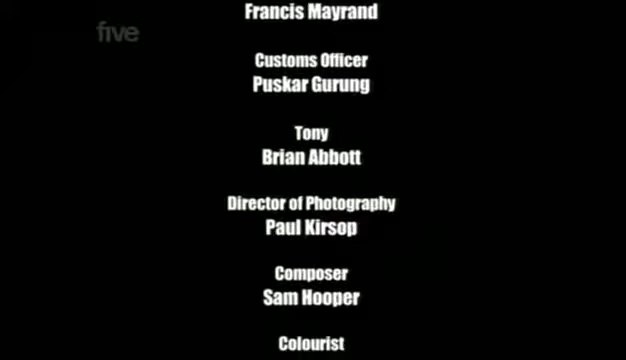 Francis Mayrand
five
Customs Officer
Puskar Gurung
Tony
Brian Abbott
Director of Photography
Paul Kirsop
Composer
Sam Hooper
Colourist